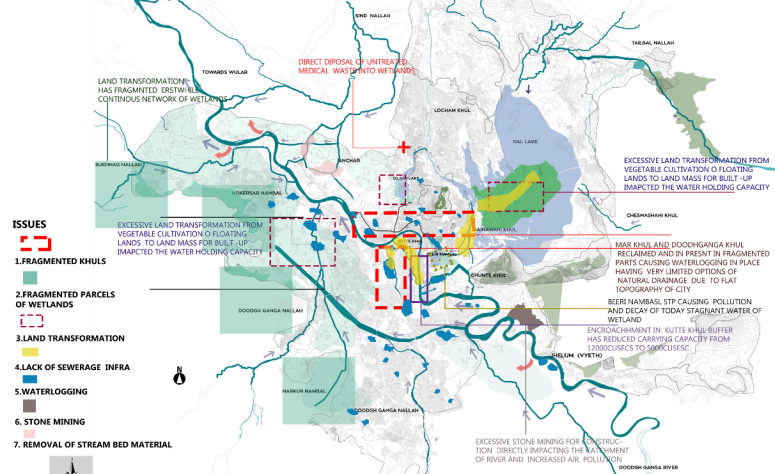 SIND NALLAH
TAILBAL NALLAH
DIRECT DIPOSAL OF UNTREATED
MEDICAL WASTE INTO WETLANDS
TOWARDS WULAR
LAND TRANSFORMATION
HAS FRAGMNTED ERSTWHILE
CONTINOUS NETWORK OF WETLANDS
LOCHAM KHUL
DAL LAKE
ANCHAR
SUKHNAG NALLAH
EXCESSIVE LAND TRANSFORMATION FROM
VEGETABLE CULTIVATION O FLOATING
LANDS TO LAND MASS FOR BUILT -UP
IMAPCTED THE WATER HOLDING CAPACITY
HOKERSAR NAMBAL
CHESMASHAHI KHUL
ISSUES
EXCESSIVE LAND TRANSFORMATION FROM
VEGETABLE CULTIVATION O FLOATING
LANDS TO LAND MASS FOR BUILT -UP
IMAPCTED THE WATER HOLDING CAPACITY
MAR KHUL AND DOODHGANGA KHUL
RECLAIMED AND IN PRESNT IN FRAGMENTED
PARTS CAUSING WATERLOGGING IN PLACE
HAVING VERY LIMITED OPTIONS OF
NATURAL DRAINAGE DUE TO FLAT
TOPOGRAPHY OF CITY
1.FRAGMENTED KHULS
CHUNTE KHUL
2.FRAGMENTED PARCELS
OF WETLANDS
BEERI NAMBASL STP CAUSING POLLUTION
AND DECAY OF TODAY STAGNANT WATER OF
WETLAND
DOODGH GANGA NALLAH
ENCROACHHMENT IN KUTTE KHUL BUFFER
HAS REDUCED CARRYING CAPACITY FROM
12000CUSECS TO 5000CUSESC
3.LAND TRANSFORMATION
JHELUM (VYETH)
4.LACK OF SEWERAGE INFRA
5.WATERLOGGING
NARKUR NAMBAL
DOODGH GANGA NALLAH
6. STONE MINING
7. REMOVAL OF STREAM BED MATERIAL
EXCESSIVE STONE MINING FOR CONSTRUC-
TION DIRECTLY IMPACTING THE CATCHMENT
OF RIVER AND INCREASED AIR POLLUTION
DOODGH GANGA RIVER